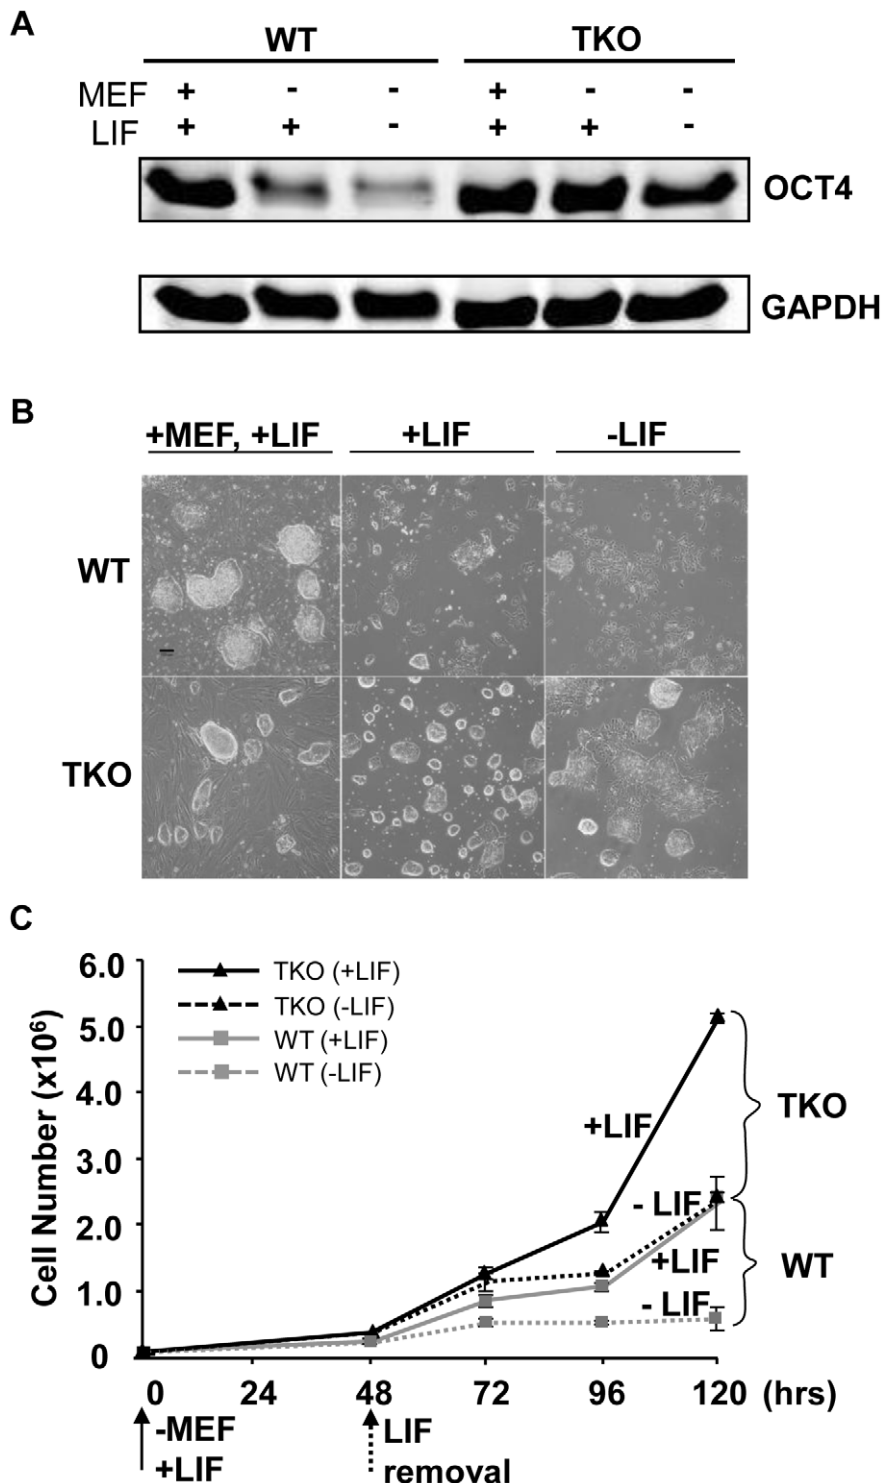 A
WT TKO
MEF + - - + - -
LIF + + - + + -
OCT4
GAPDH
B
+MEF, +LIF +LIF -LIF
WT
TKO
C
Cell Number (x10⁶)
6.0
5.0
4.0
3.0
2.0
1.0
0
TKO (+LIF)
TKO (-LIF)
WT (+LIF)
WT (-LIF)
+LIF
TKO
- LIF
+LIF
WT
- LIF
0 24 48 72 96 120 (hrs)
-MEF
+LIF
LIF
removal